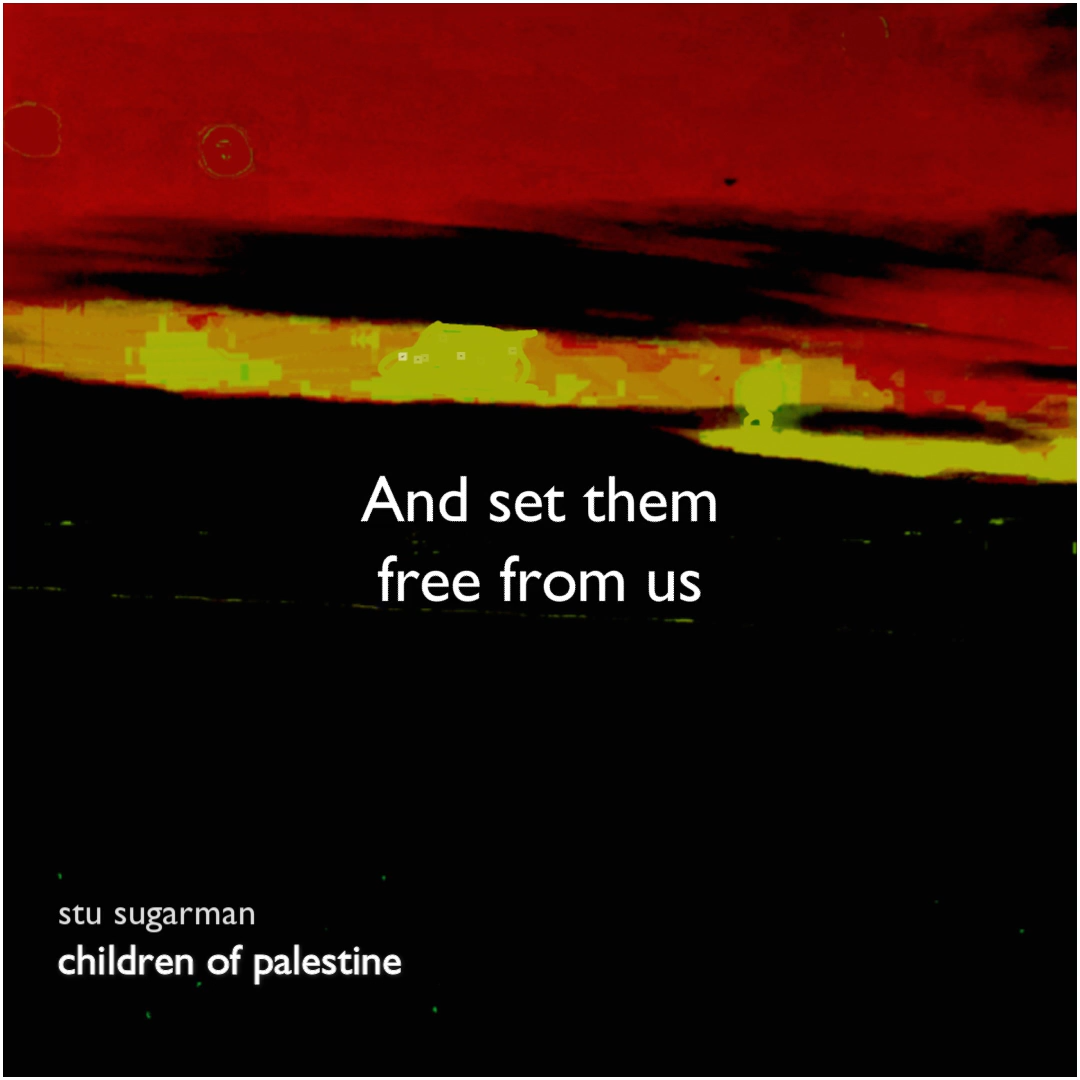 And set them
free from us
stu sugarman
children of palestine